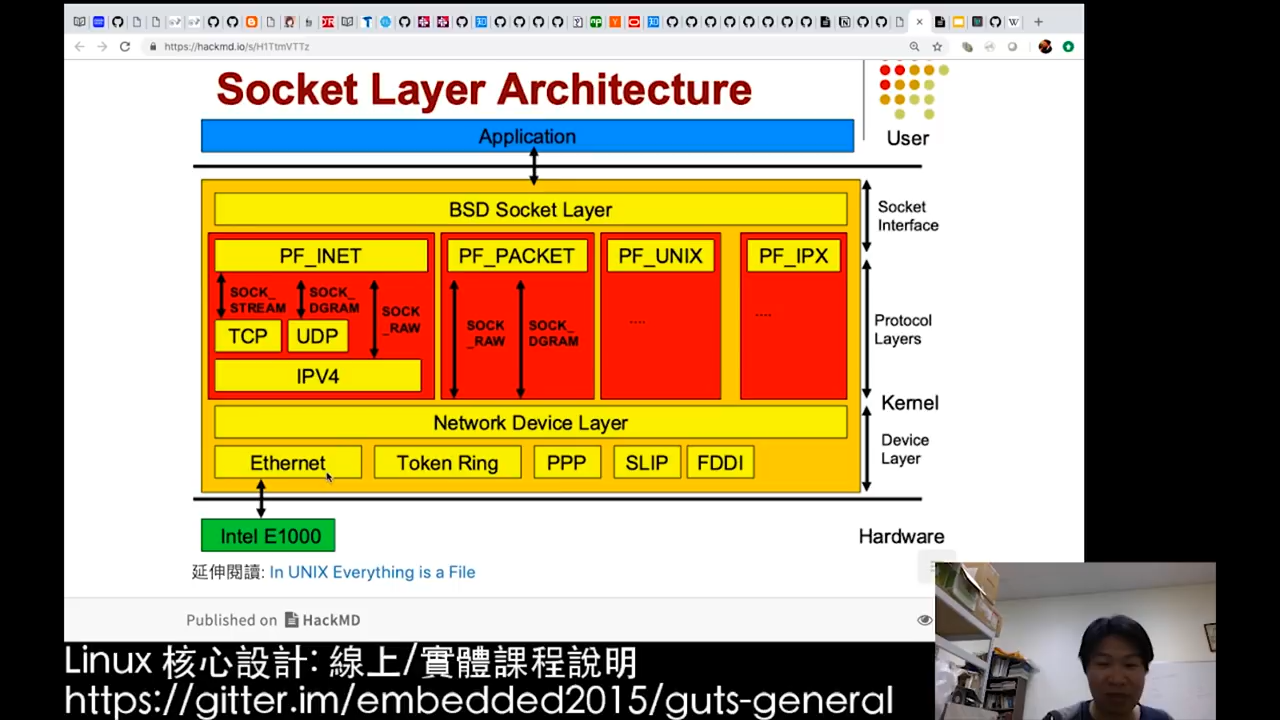 https://hackmd.io/s/H1TtmVTTz
Socket Layer Architecture
Application
User
BSD Socket Layer
Socket
Interface
PF_INET
PF_PACKET
PF_UNIX
PF_IPX
SOCK_
STREAM
SOCK_
DGRAM
SOCK
_RAW
SOCK
_RAW
SOCK_
DGRAM
....
....
TCP
UDP
IPV4
Protocol
Layers
Kernel
Network Device Layer
Device
Layer
Ethernet
Token Ring
PPP
SLIP
FDDI
Intel E1000
Hardware
延伸閱讀: In UNIX Everything is a File
Published on HackMD
Linux 核心設計: 線上/實體課程說明
https://gitter.im/embedded2015/guts-general